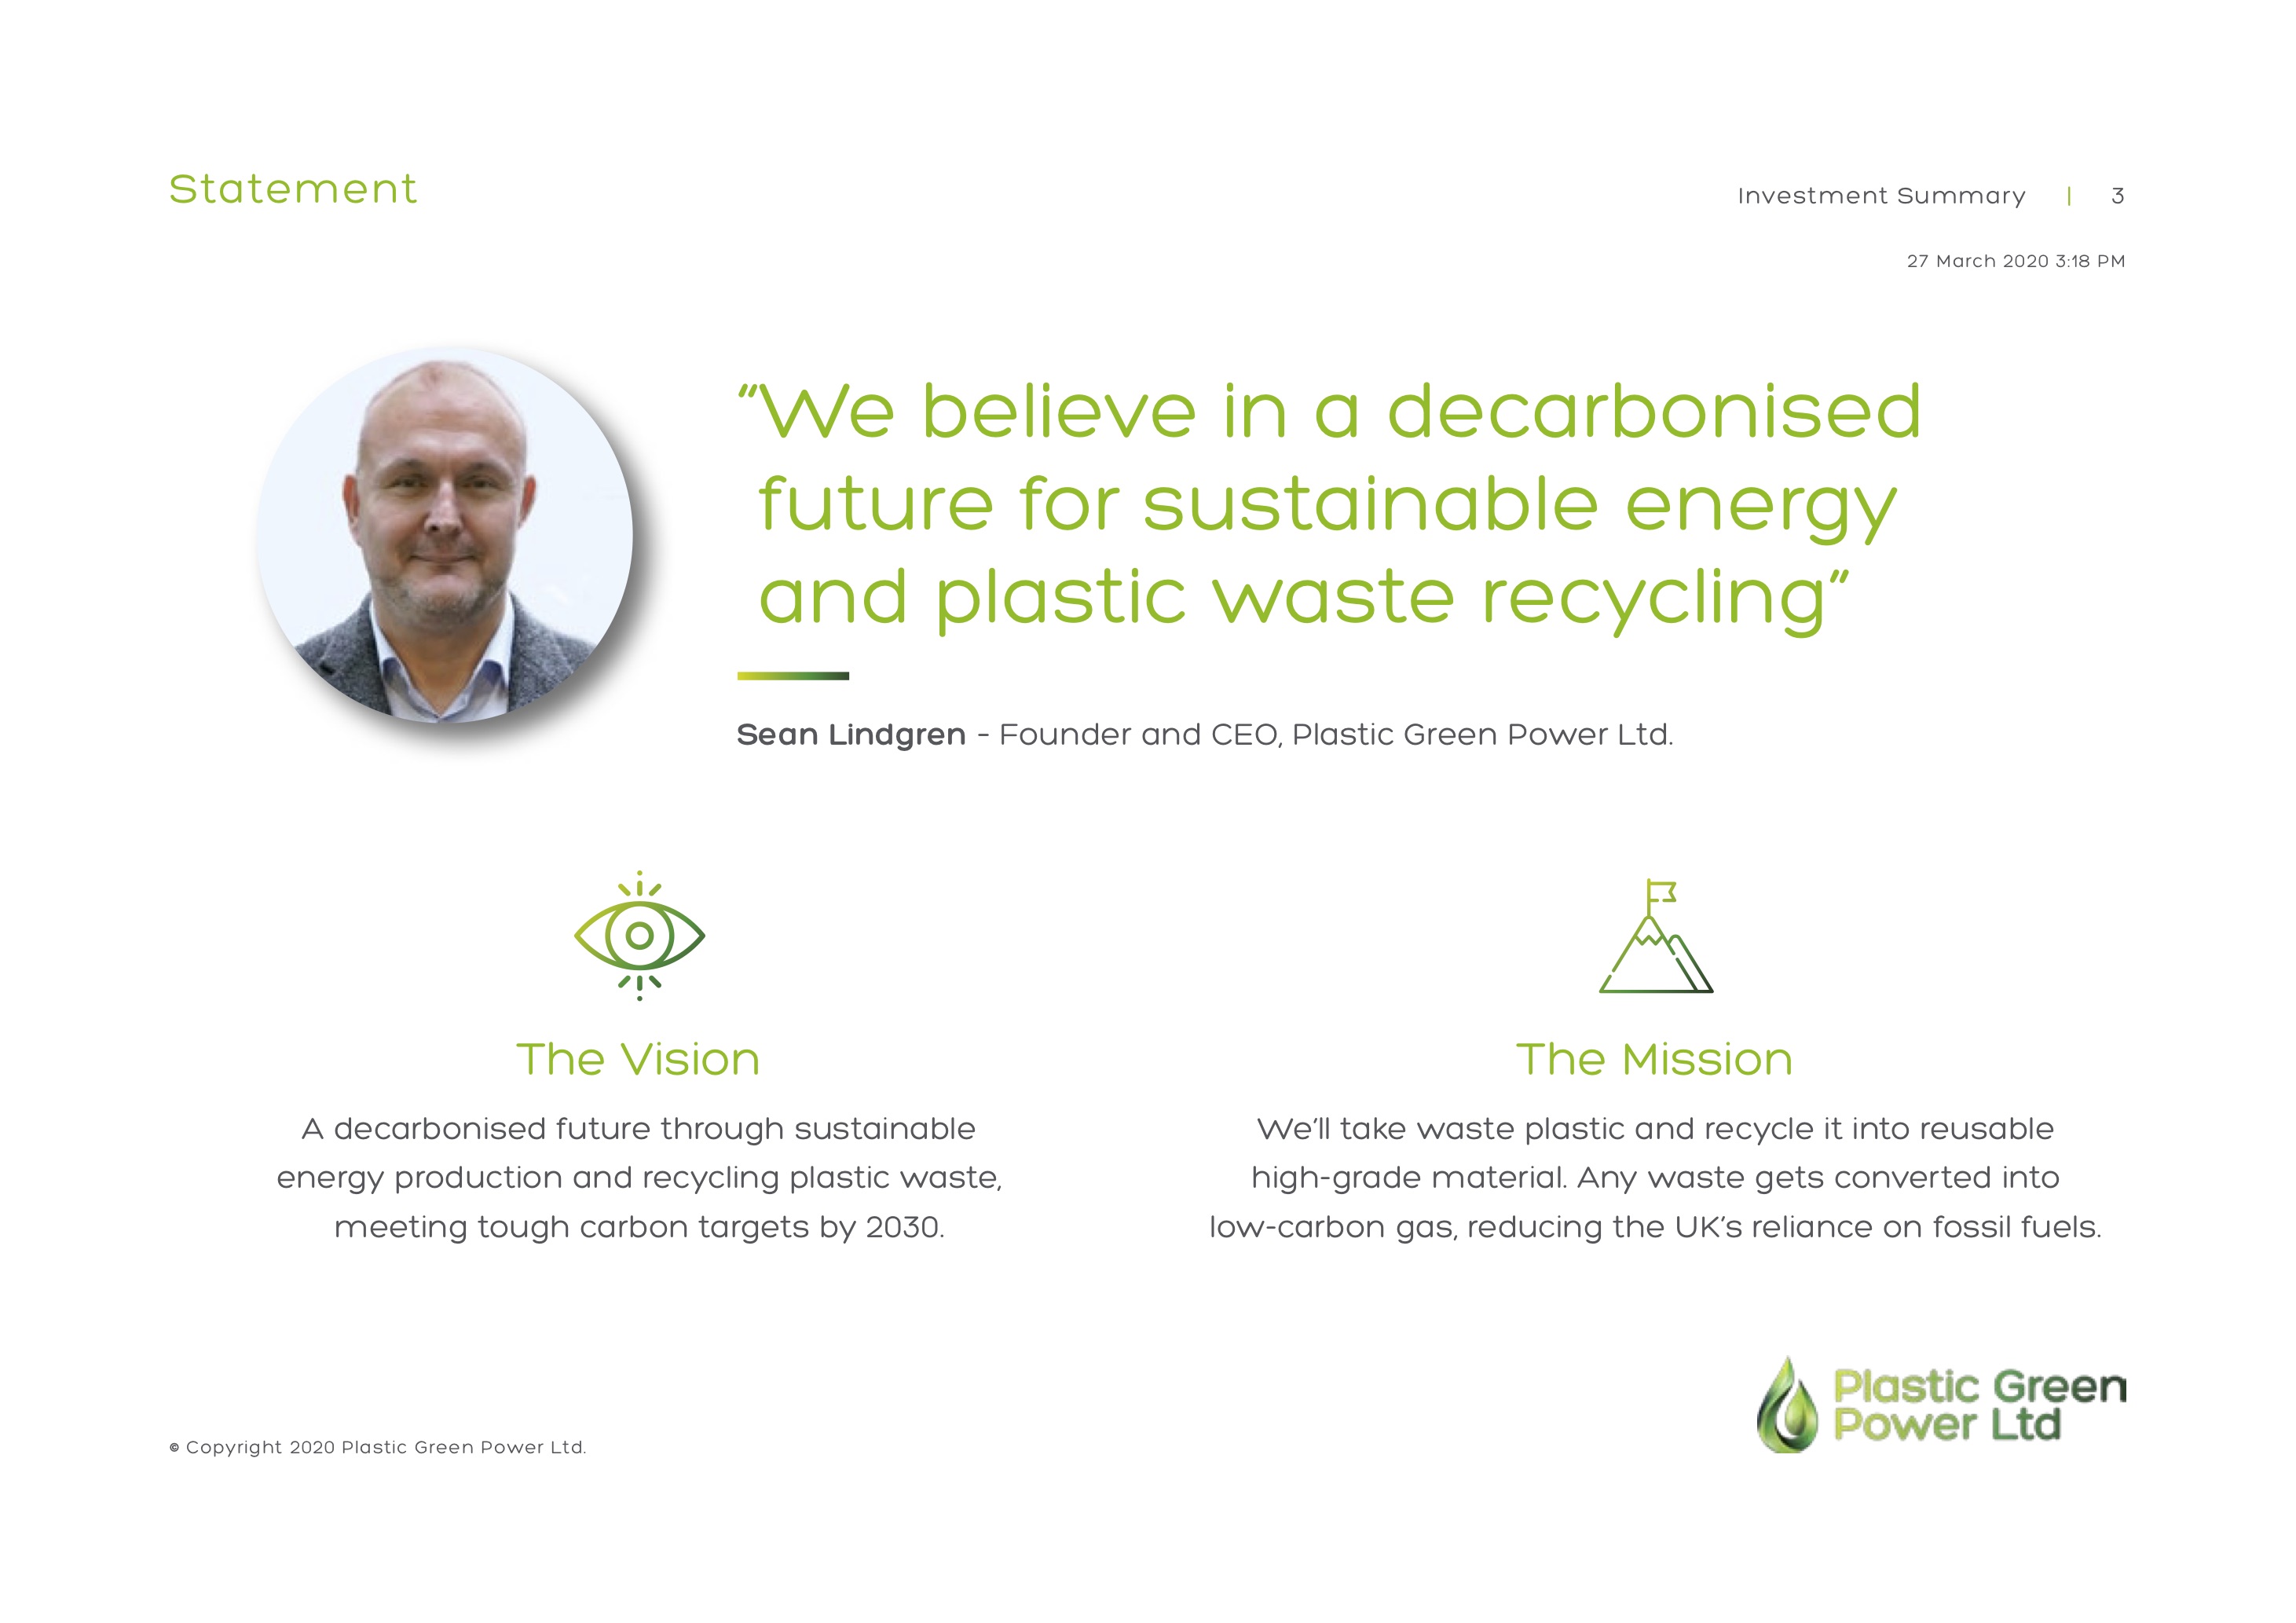 Statement
Investment Summary | 3
27 March 2020 3:18 PM
“We believe in a decarbonised
future for sustainable energy
and plastic waste recycling”
Sean Lindgren - Founder and CEO, Plastic Green Power Ltd.
The Vision
A decarbonised future through sustainable
energy production and recycling plastic waste,
meeting tough carbon targets by 2030.
The Mission
We’ll take waste plastic and recycle it into reusable
high-grade material. Any waste gets converted into
low-carbon gas, reducing the UK’s reliance on fossil fuels.
Plastic Green
Power Ltd
© Copyright 2020 Plastic Green Power Ltd.